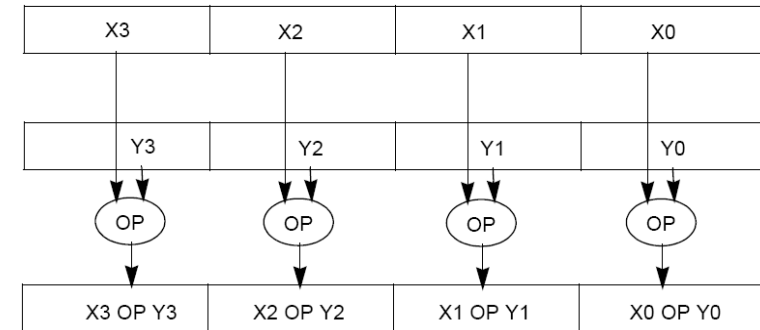 X3 X2 X1 X0
Y3 Y2 Y1 Y0
OP OP OP OP
X3 OP Y3 X2 OP Y2 X1 OP Y1 X0 OP Y0